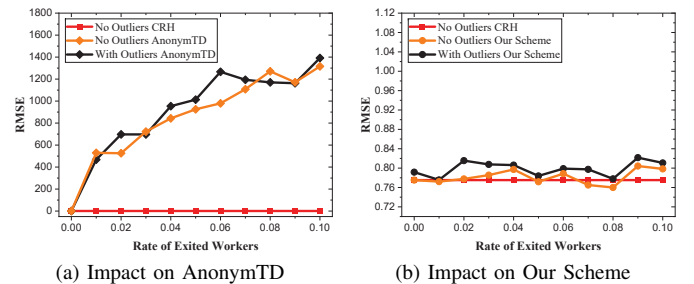 No Outliers CRH
No Outliers AnonymTD
With Outliers AnonymTD
RMSE
1800
1600
1400
1200
1000
800
600
400
200
0
0.00 0.02 0.04 0.06 0.08 0.10
Rate of Exited Workers
(a) Impact on AnonymTD
No Outliers CRH
No Outliers Our Scheme
With Outliers Our Scheme
RMSE
1.12
1.08
1.04
1.00
0.96
0.92
0.88
0.84
0.80
0.76
0.72
0.00 0.02 0.04 0.06 0.08 0.10
Rate of Exited Workers
(b) Impact on Our Scheme